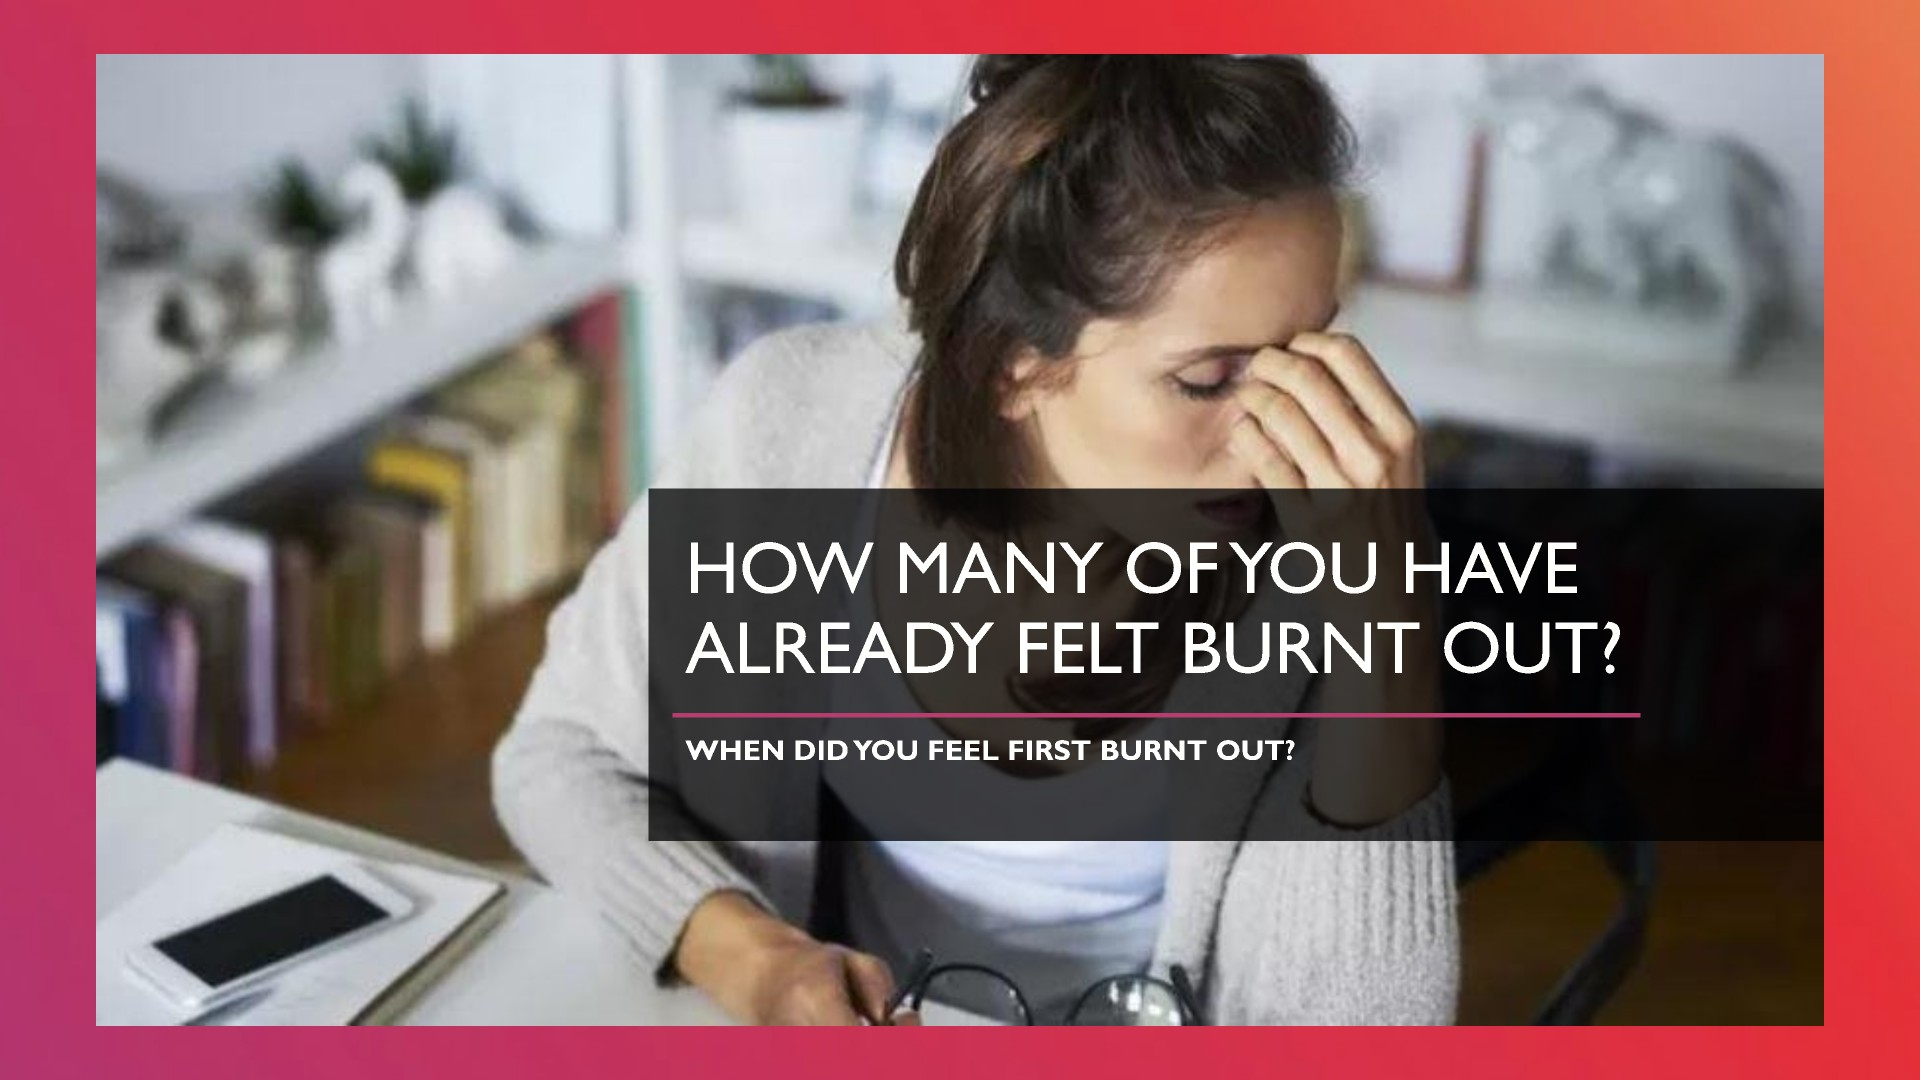 HOW MANY OF YOU HAVE
ALREADY FELT BURNT OUT?
WHEN DID YOU FEEL FIRST BURNT OUT?